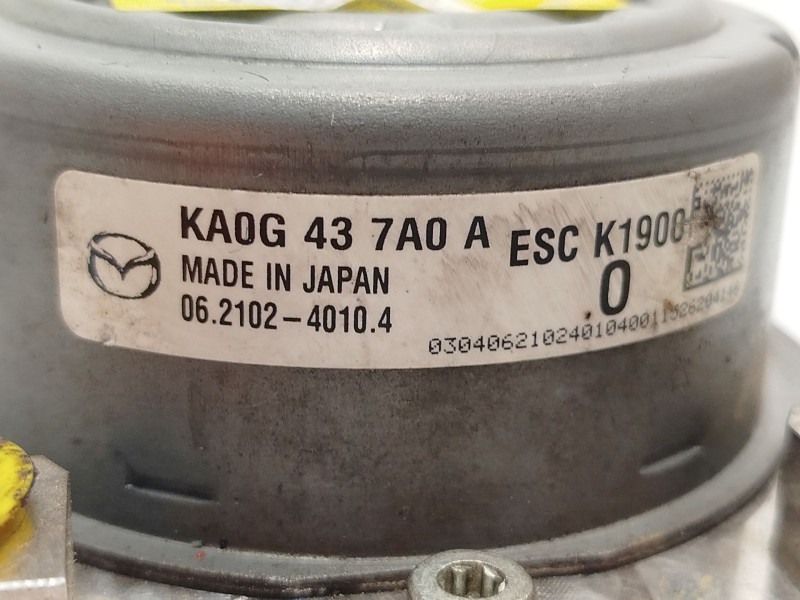 KA0G 43 7A0 A
MADE IN JAPAN
06.2102-4010.4
ESC K1900
0